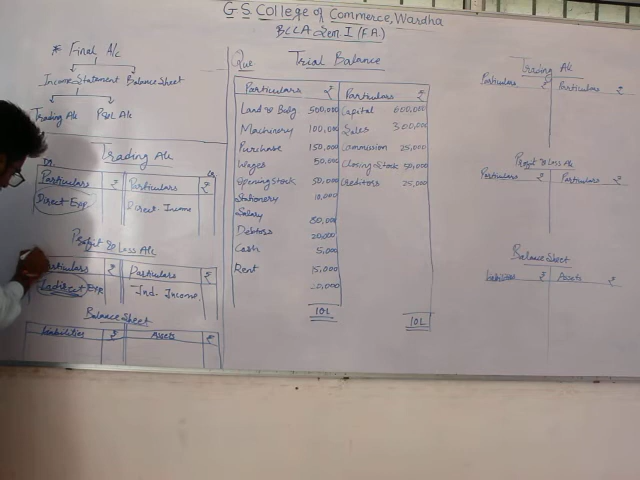 G S College of Commerce, Wardha
BLLA Sem I (F.A.)
* Final A/c
Income Statement Balance Sheet
Trading A/c P&L A/c
Trading A/c
Dr. Cr.
Particulars ₹ Particulars ₹
Direct Exp. Direct Income
Profit & Loss A/c
Particulars ₹ Particulars ₹
Indirect Exp Ind. Income
Balance Sheet
Liabilities ₹ Assets ₹
Que Trial Balance
Particulars ₹ Particulars ₹
Land & Bldg 500,000 Capital 600,000
Machinery 100,000 Sales 300,000
Purchase 150,000 Commission 25,000
Wages 50,000 Closing Stock 50,000
Opening Stock 50,000 Creditors 25,000
Stationery 10,000
Salary 80,000
Debtors 20,000
Cash 5,000
Rent 15,000
20,000
10L 10L
Trading A/c
Particulars ₹ Particulars ₹
Profit & Loss A/c
Particulars ₹ Particulars ₹
Balance Sheet
Liabilities ₹ Assets ₹